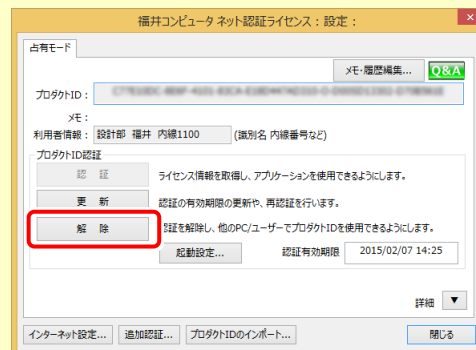 福井コンピュータ ネット認証ライセンス：設定：
占有モード
メモ・履歴編集... Q&A
プロダクトID：
メモ：
利用者情報： 設計部 福井 内線1100 (識別名 内線番号など)
プロダクトID認証
認 証 ライセンス情報を取得し、アプリケーションを使用できるようにします。
更 新 認証の有効期限の更新や、再認証を行います。
解 除 認証を解除し、他のPC/ユーザーでプロダクトIDを使用できるようにします。
起動設定... 認証有効期限 2015/02/07 14:25
詳細 ▼
インターネット設定... 追加認証... プロダクトIDのインポート... 閉じる